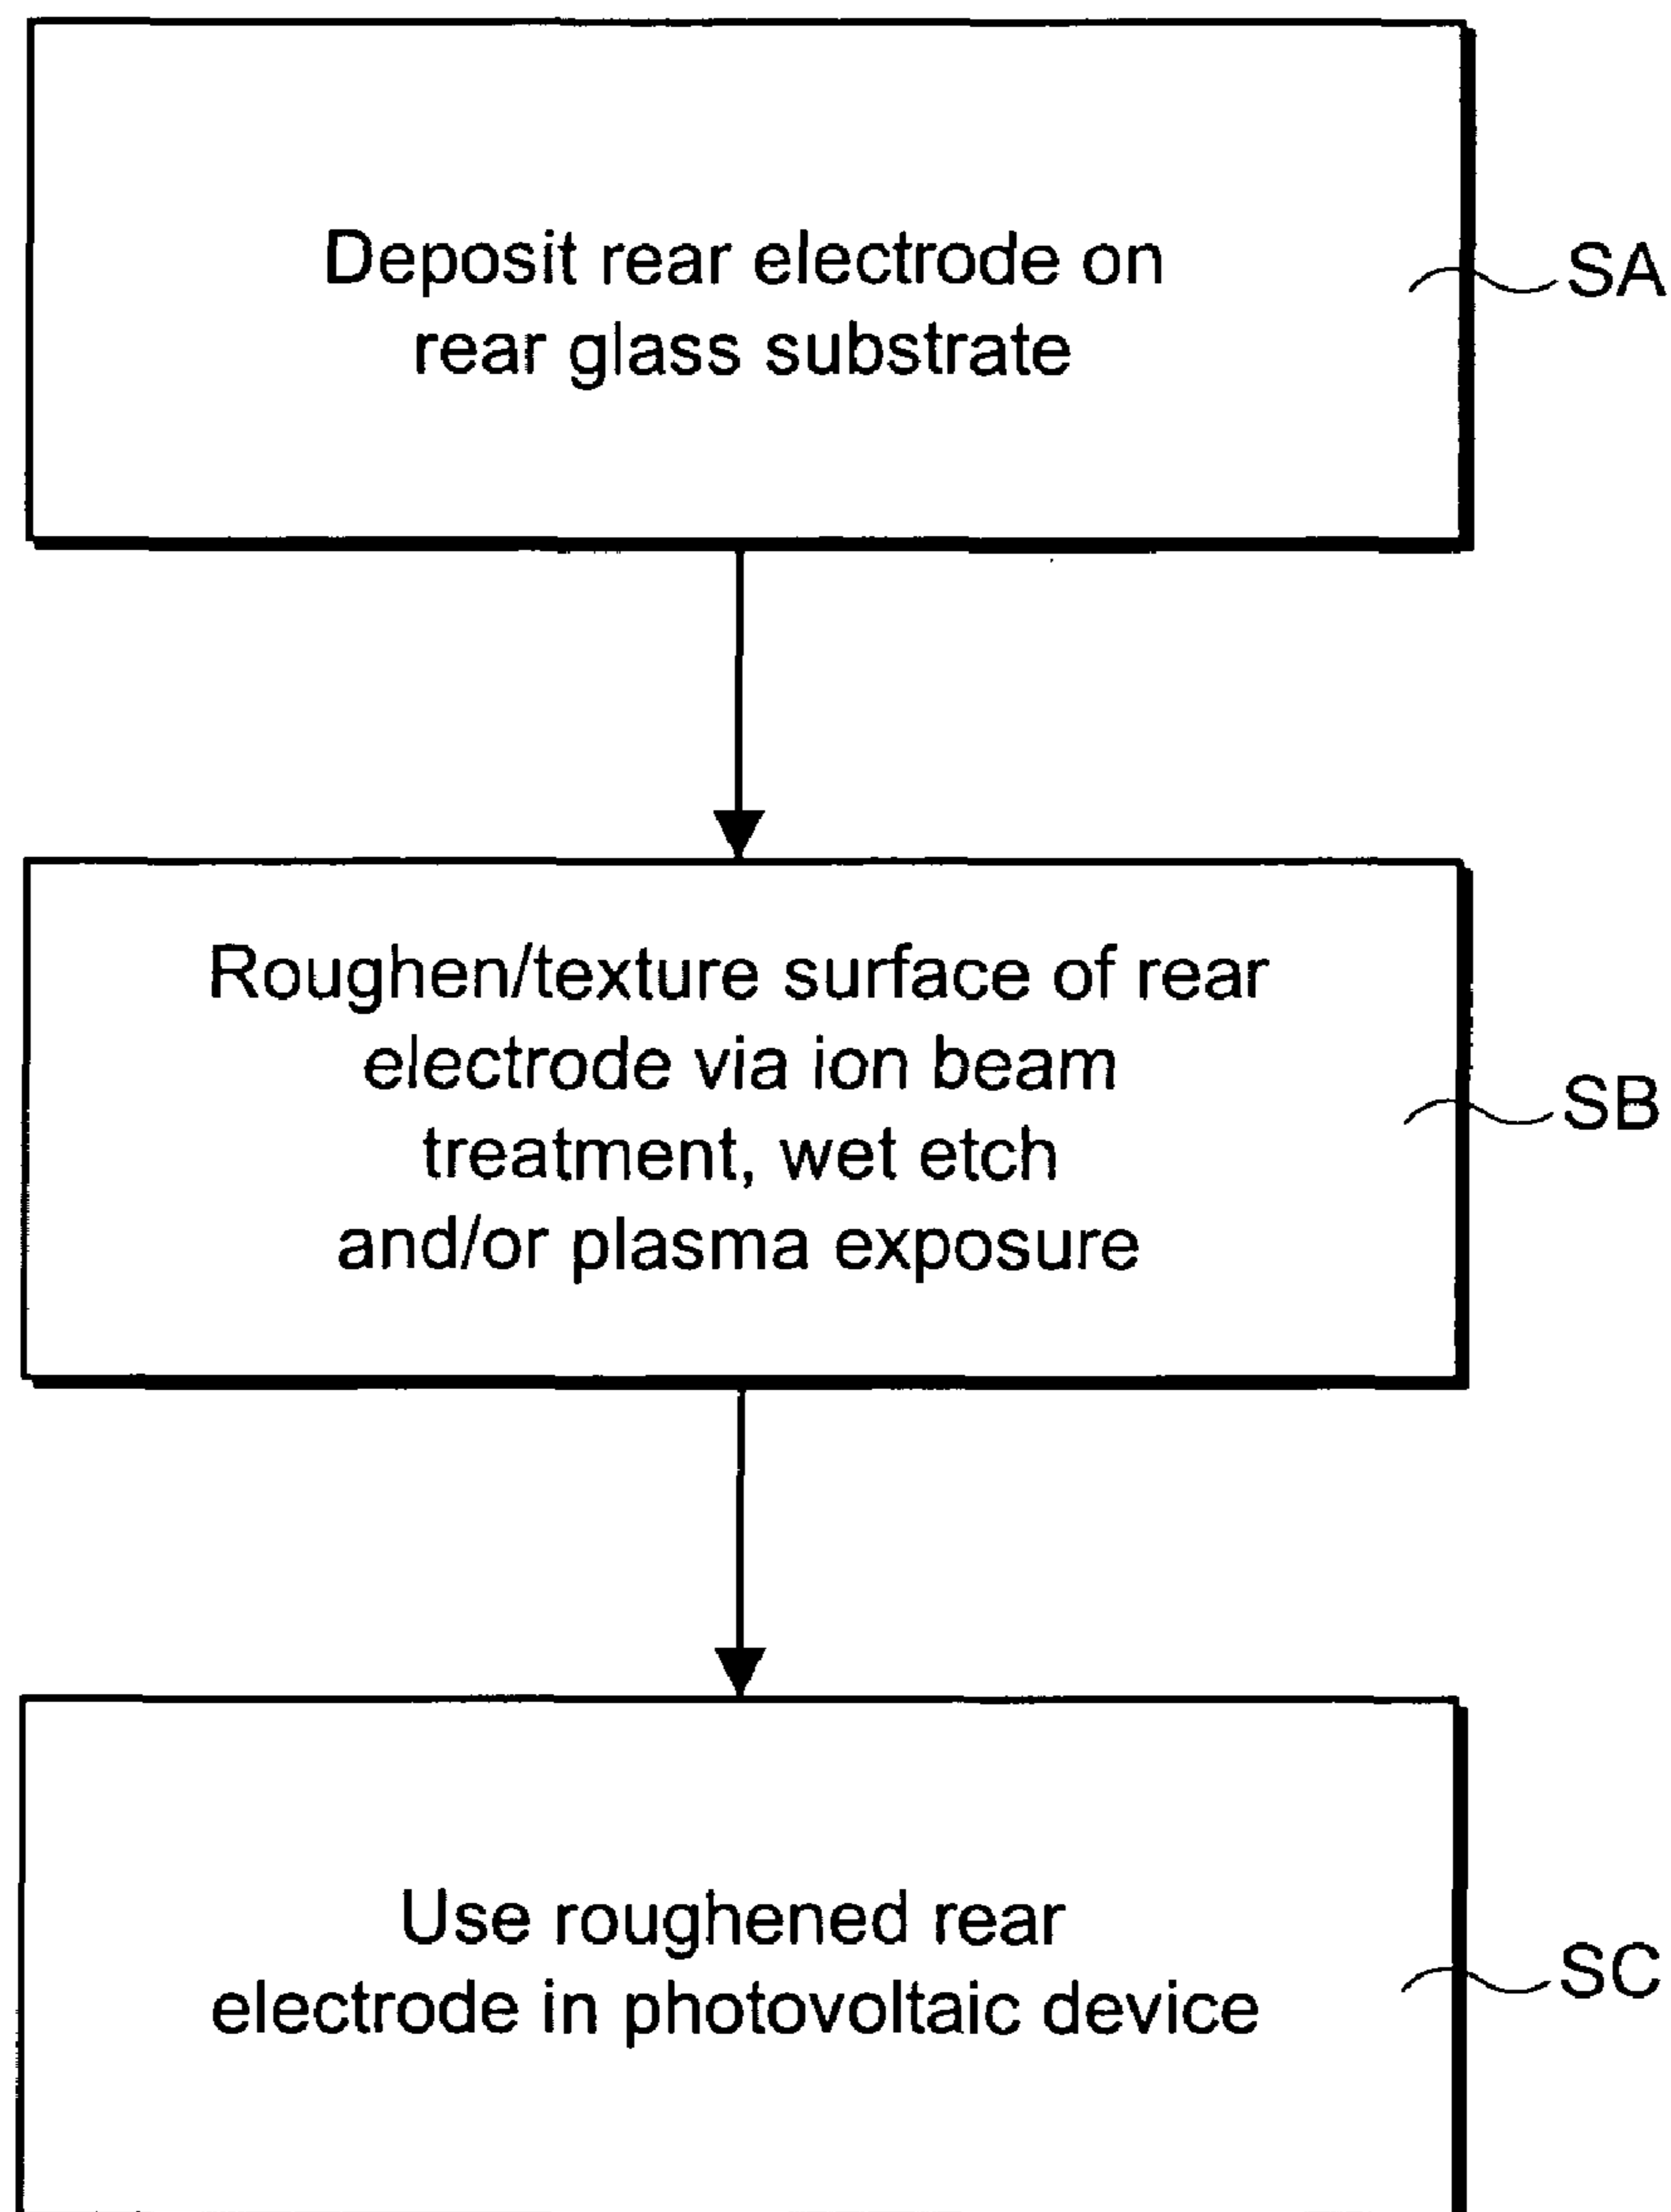 Deposit rear electrode on
rear glass substrate
SA
Roughen/texture surface of rear
electrode via ion beam
treatment, wet etch
and/or plasma exposure
SB
Use roughened rear
electrode in photovoltaic device
SC